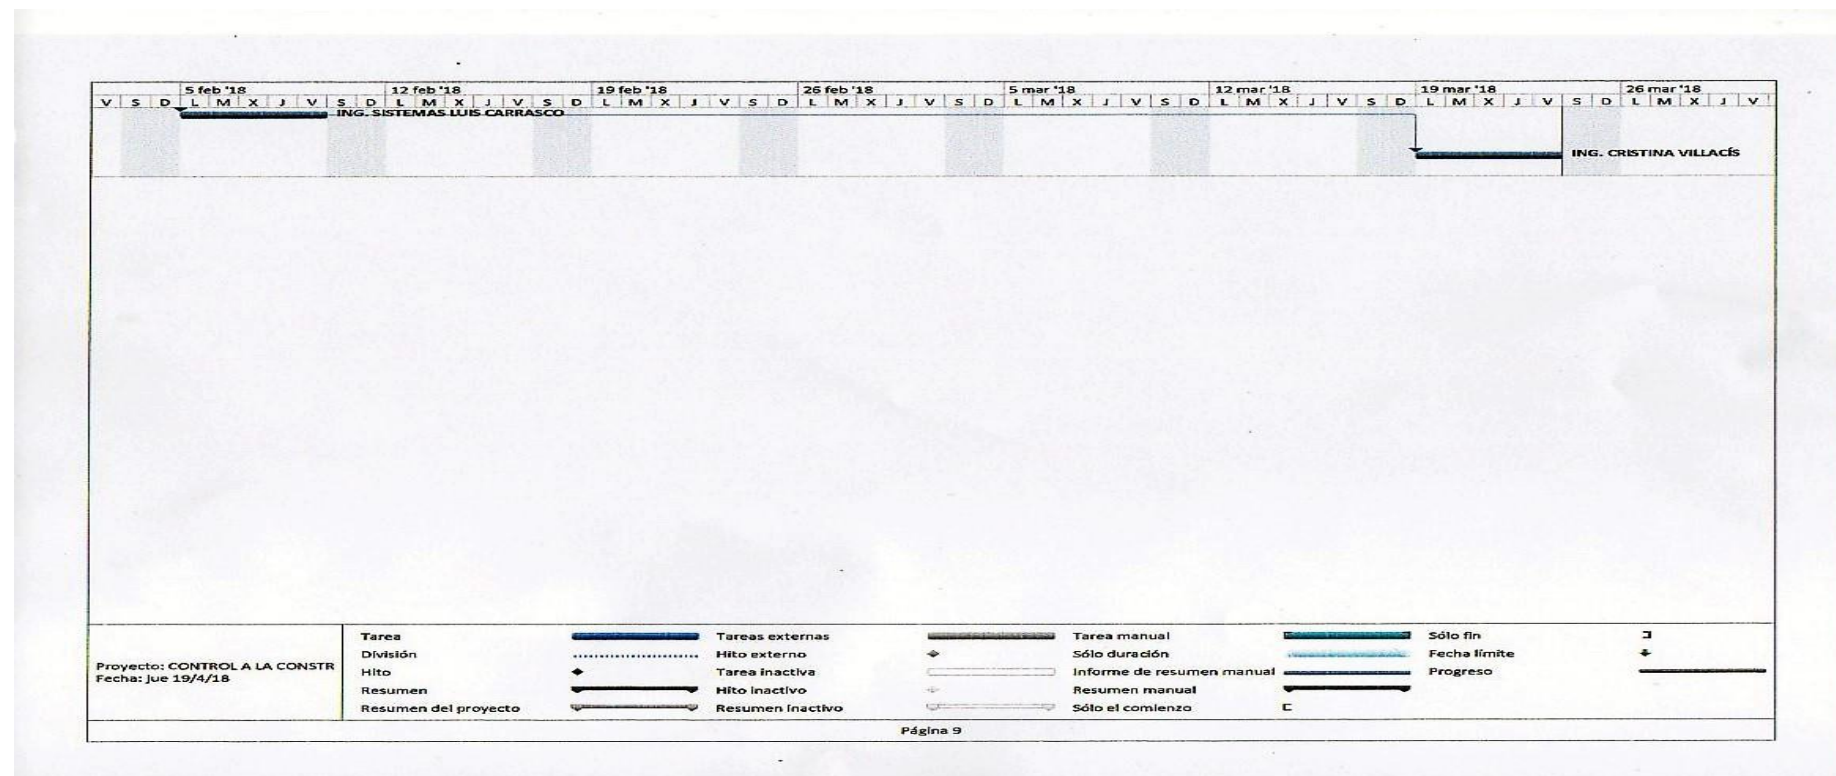 5 feb '18 12 feb '18 19 feb '18 26 feb '18 5 mar '18 12 mar '18 19 mar '18 26 mar '18
V S D L M X J V S D L M X J V S D L M X J V S D L M X J V S D L M X J V S D L M X J V S D L M X J V S D L M X J V
ING. SISTEMAS LUIS CARRASCO
ING. CRISTINA VILLACÍS
Proyecto: CONTROL A LA CONSTR
Fecha: jue 19/4/18
Tarea Tareas externas Tarea manual Sólo fin
División Hito externo Sólo duración Fecha límite
Hito Tarea inactiva Informe de resumen manual Progreso
Resumen Hito inactivo Resumen manual
Resumen del proyecto Resumen inactivo Sólo el comienzo
Página 9